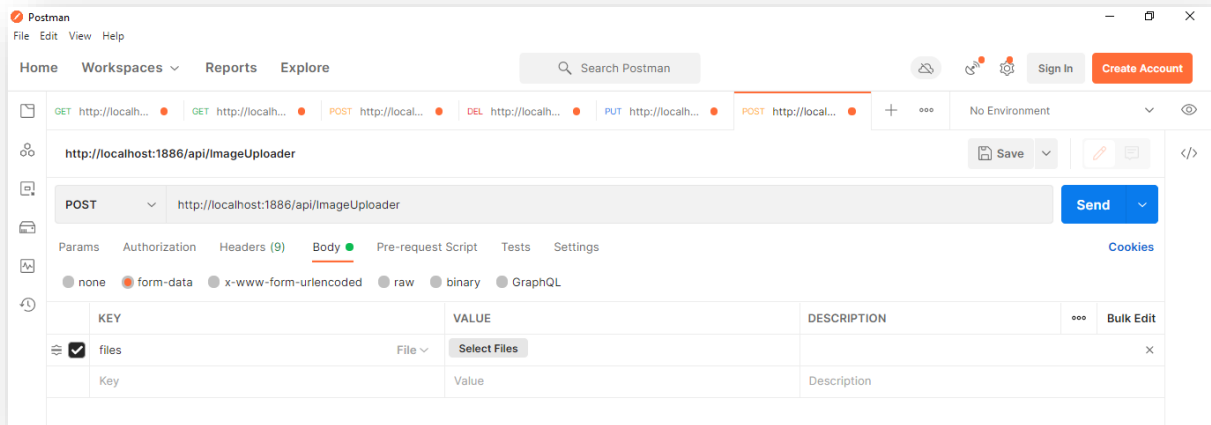 Postman
File Edit View Help
Home Workspaces Reports Explore Search Postman Sign In Create Account
GET http://localh... GET http://localh... POST http://local... DEL http://localh... PUT http://localh... POST http://local... No Environment
http://localhost:1886/api/ImageUploader Save
POST http://localhost:1886/api/ImageUploader Send
Params Authorization Headers (9) Body Pre-request Script Tests Settings Cookies
none form-data x-www-form-urlencoded raw binary GraphQL
KEY VALUE DESCRIPTION Bulk Edit
files File Select Files
Key Value Description